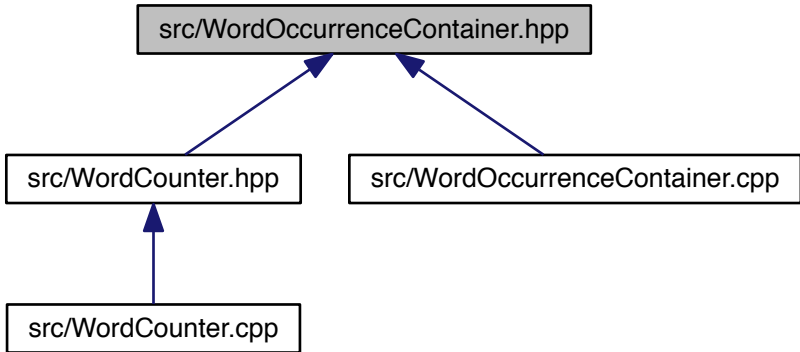 src/WordOccurrenceContainer.hpp
src/WordCounter.hpp
src/WordOccurrenceContainer.cpp
src/WordCounter.cpp